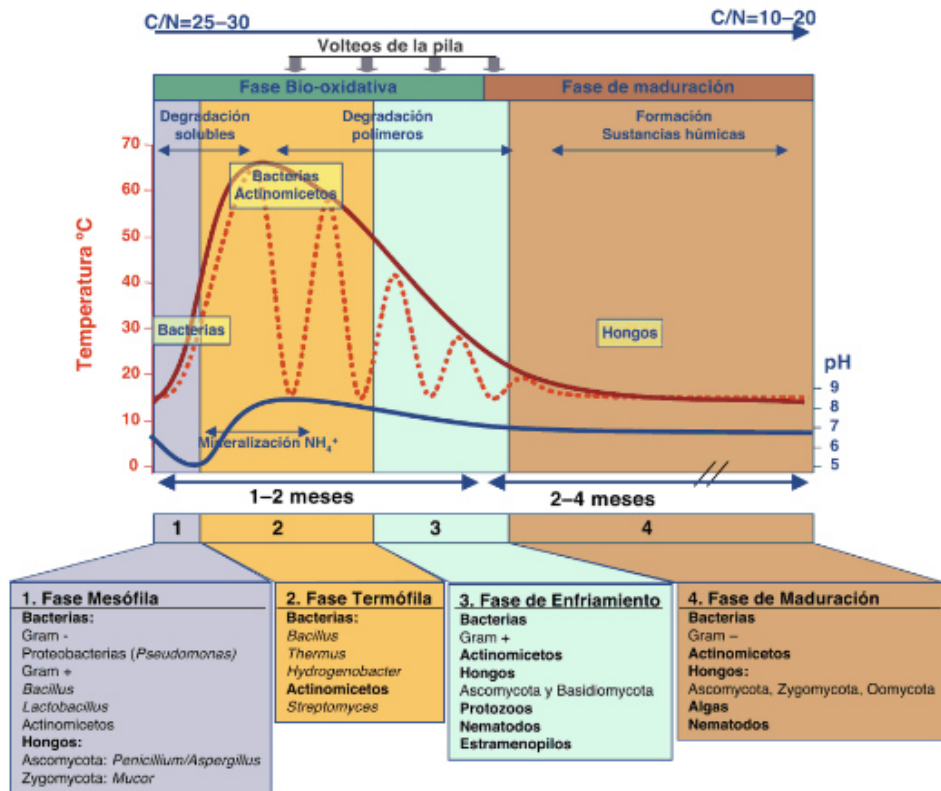 C/N=25–30
C/N=10–20
Volteos de la pila
Fase Bio-oxidativa
Fase de maduración
Degradación
solubles
Degradación
polímeros
Formación
Sustancias húmicas
Temperatura ºC
70
60
50
40
30
20
10
0
Bacterias
Actinomicetos
Bacterias
Hongos
Mineralización NH₄⁺
pH
9
8
7
6
5
1–2 meses
2–4 meses
1
2
3
4
1. Fase Mesófila
Bacterias:
Gram -
Proteobacterias (Pseudomonas)
Gram +
Bacillus
Lactobacillus
Actinomicetos
Hongos:
Ascomycota: Penicillium/Aspergillus
Zygomycota: Mucor
2. Fase Termófila
Bacterias:
Bacillus
Thermus
Hydrogenobacter
Actinomicetos
Streptomyces
3. Fase de Enfriamiento
Bacterias
Gram +
Actinomicetos
Hongos
Ascomycota y Basidiomycota
Protozoos
Nematodos
Estramenopilos
4. Fase de Maduración
Bacterias
Gram –
Actinomicetos
Hongos:
Ascomycota, Zygomycota, Oomycota
Algas
Nematodos